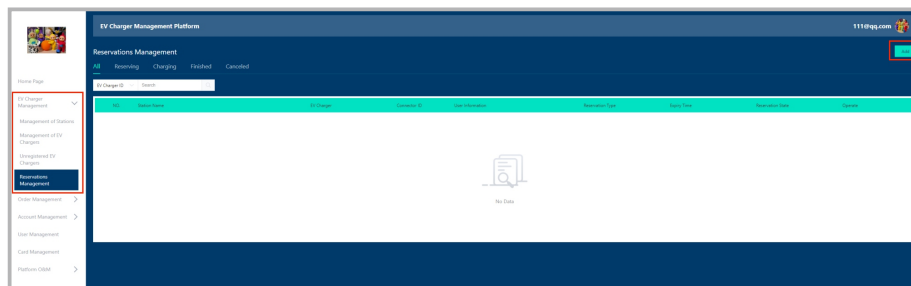 EV Charger Management Platform
111@qq.com
Reservations Management
Add
All Reserving Charging Finished Canceled
EV Charger ID Search
NO. Station Name EV Charger Connector ID User Information Reservation Type Expiry Time Reservation State Operate
No Data
Home Page
EV Charger
Management
Management of Stations
Management of EV
Chargers
Unregistered EV
Chargers
Reservations
Management
Order Management
Account Management
User Management
Card Management
Platform O&M